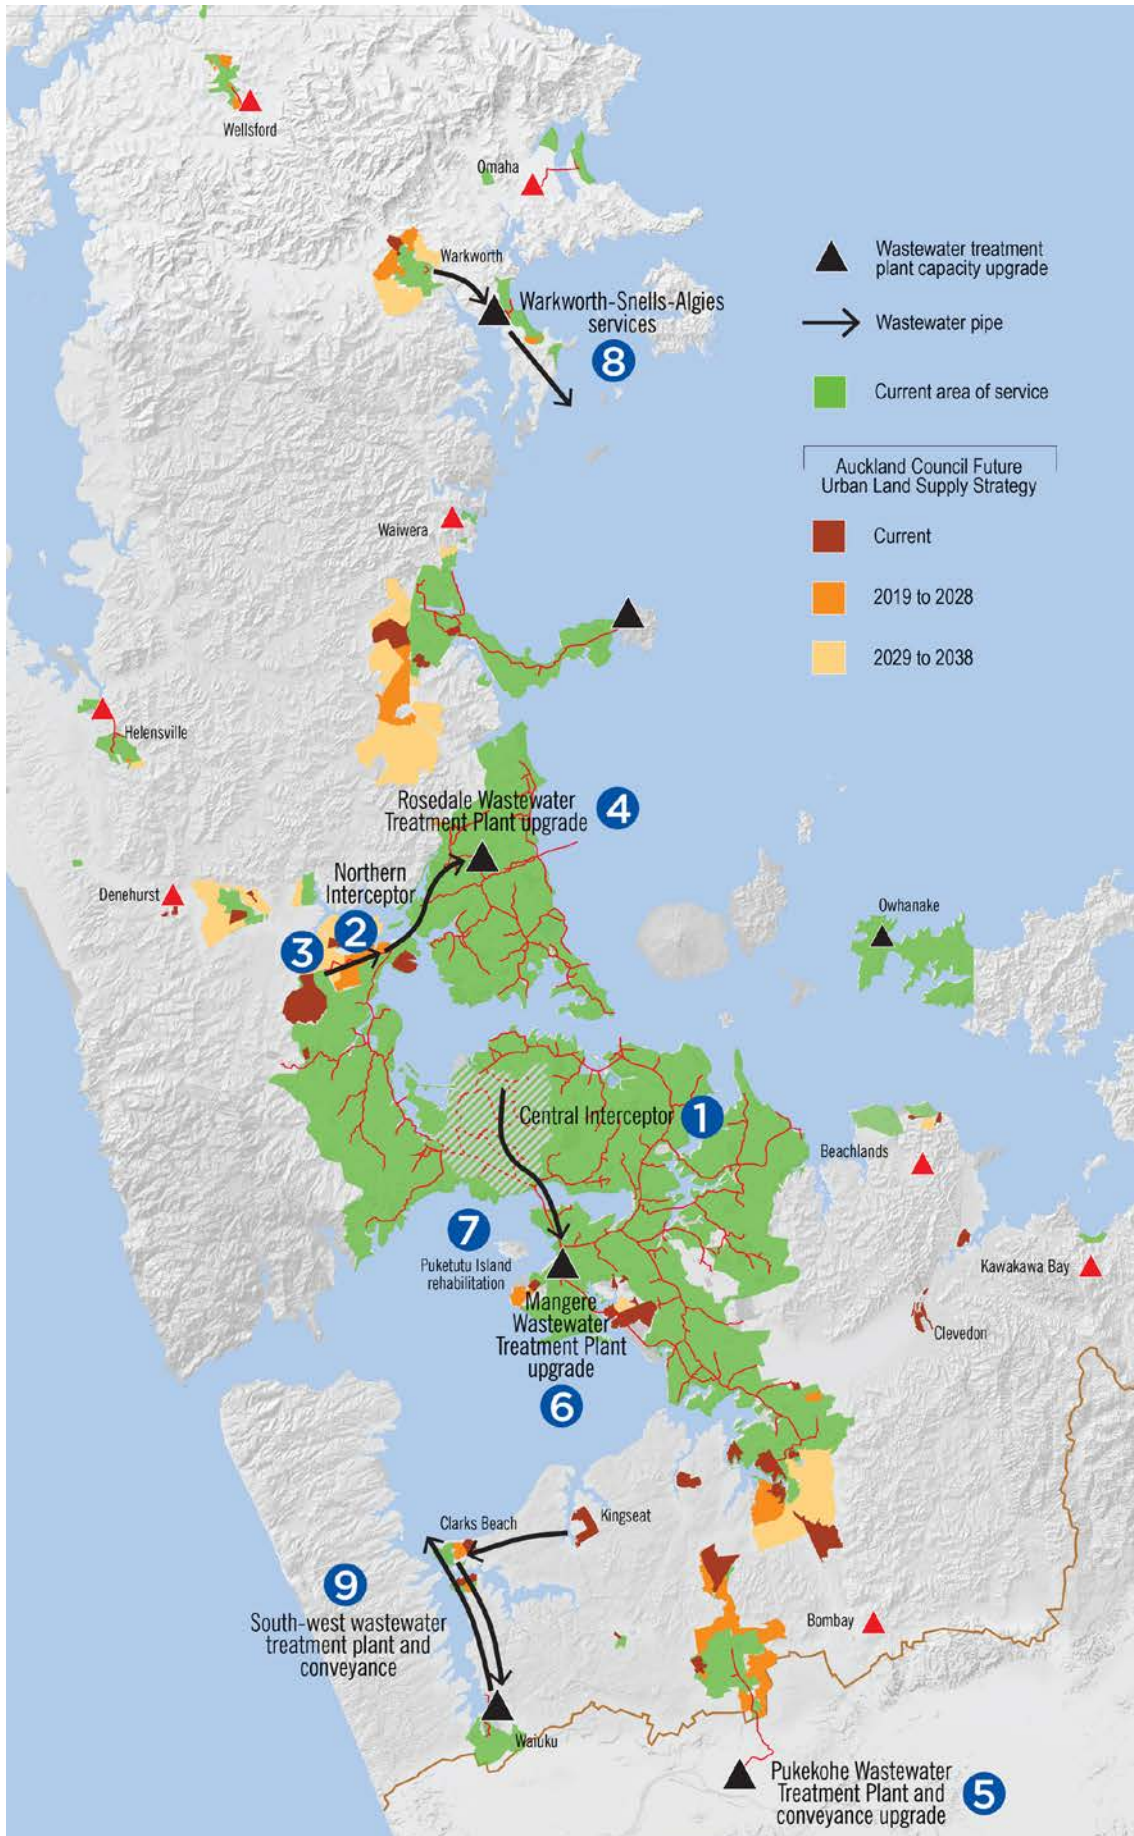 Wellsford
Omaha
Warkworth
Warkworth-Snells-Algies
services
8
Wastewater treatment
plant capacity upgrade
Wastewater pipe
Current area of service
Auckland Council Future
Urban Land Supply Strategy
Current
2019 to 2028
2029 to 2038
Waiwera
Helensville
Rosedale Wastewater
Treatment Plant upgrade
4
Northern
Interceptor
2
3
Denehurst
Owhanake
Central Interceptor
1
Beachlands
7
Puketutu Island
rehabilitation
Kawakawa Bay
Clevedon
Mangere
Wastewater
Treatment Plant
upgrade
6
Kingseat
Clarks Beach
9
South-west wastewater
treatment plant and
conveyance
Bombay
Waiuku
Pukekohe Wastewater
Treatment Plant and
conveyance upgrade
5